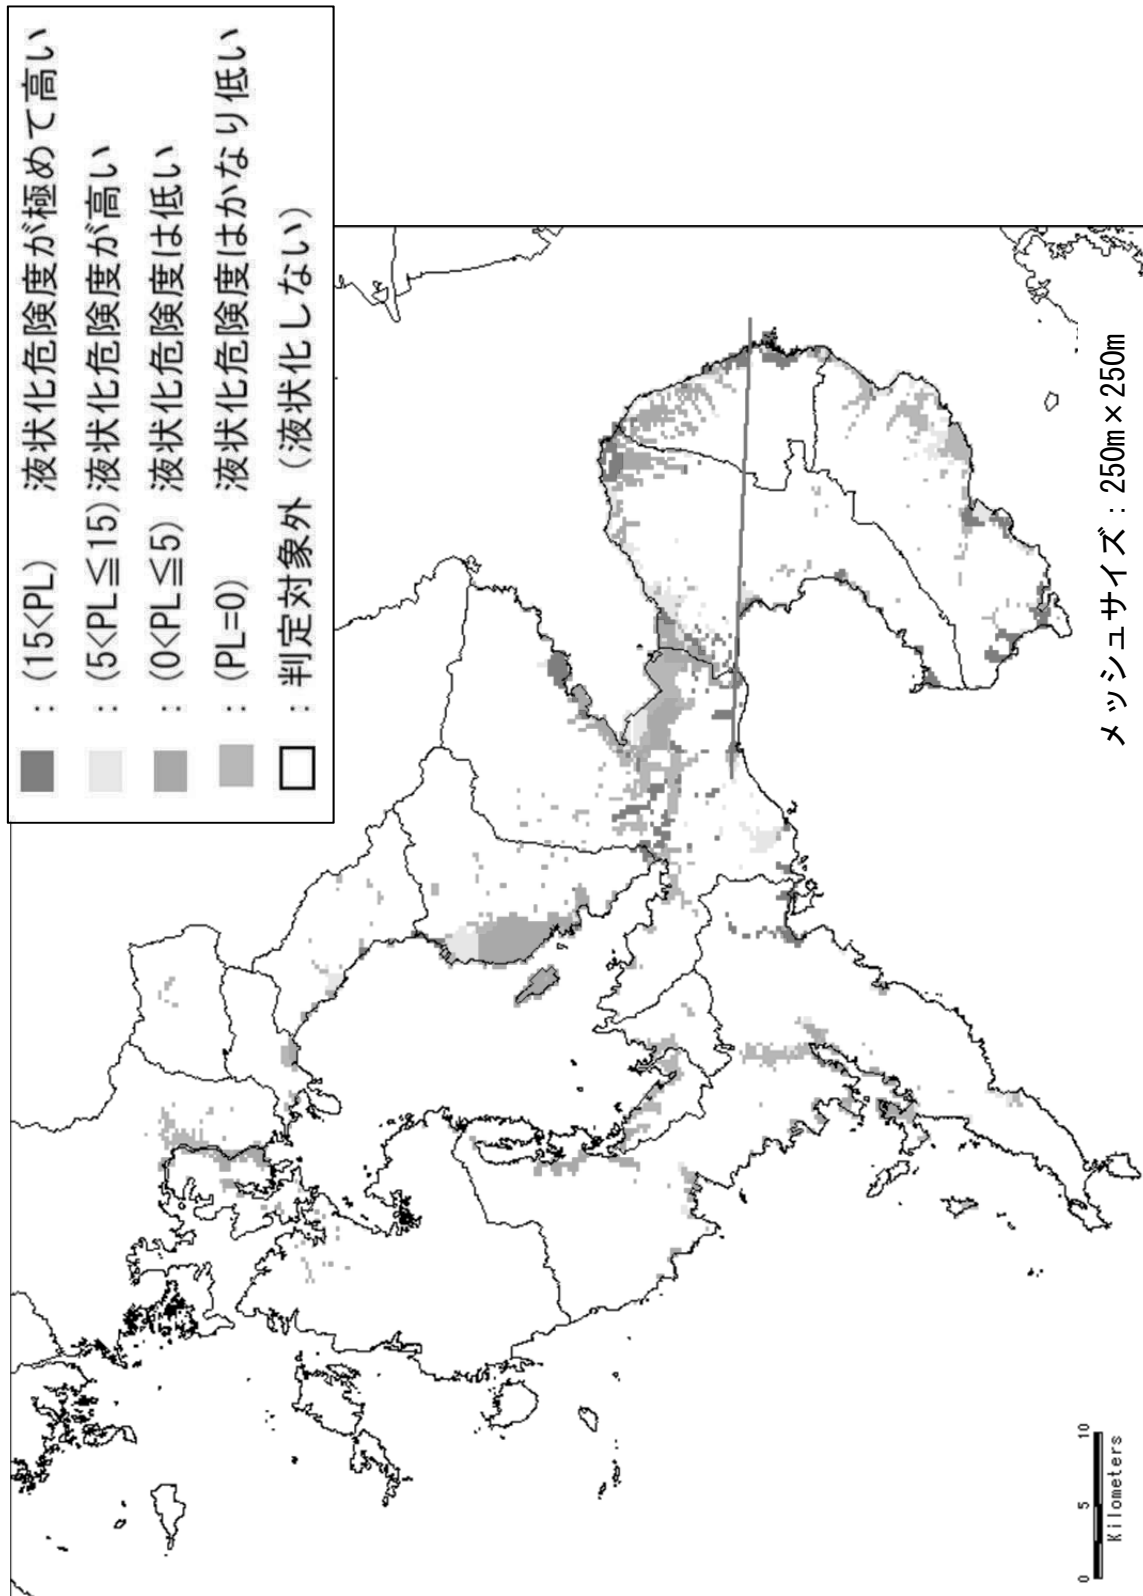 ：(15<PL) 液状化危険度が極めて高い
：(5<PL≦15)液状化危険度が高い
：(0<PL≦5) 液状化危険度は低い
：(PL=0) 液状化危険度はかなり低い
：判定対象外（液状化しない）
メッシュサイズ：250m×250m
0 5 10
Kilometers